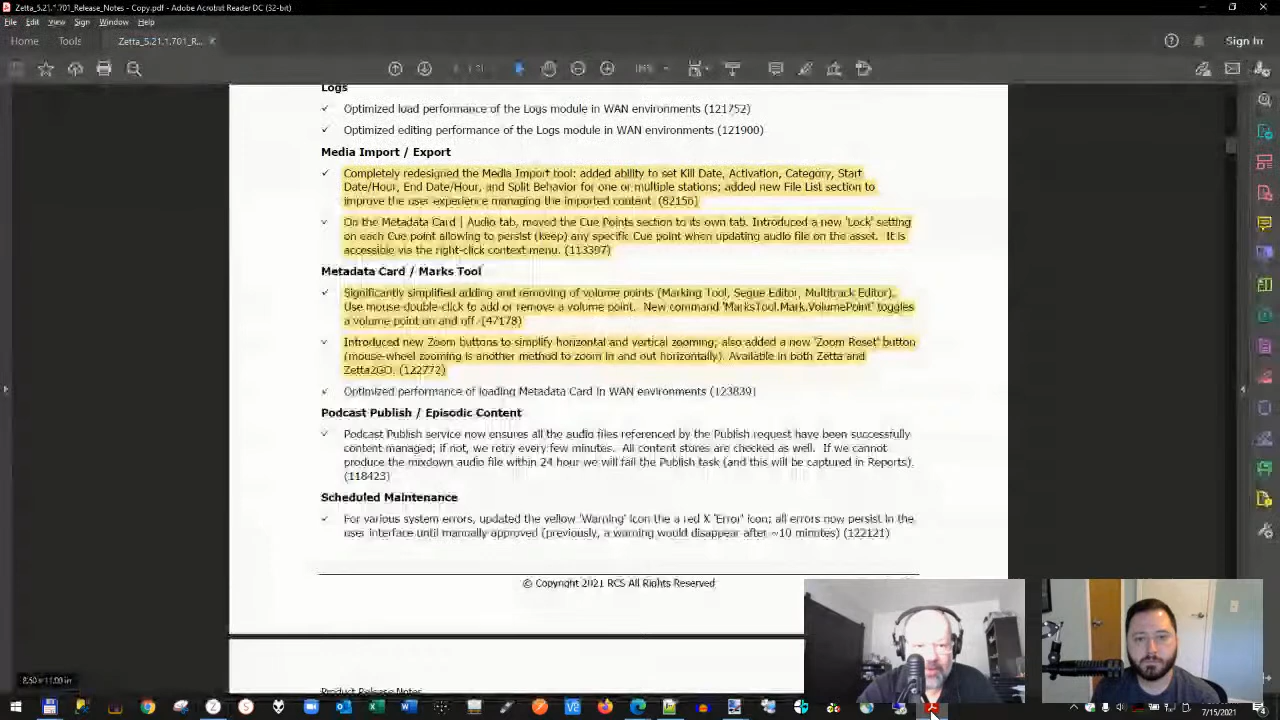 Zetta_5.21.1.701_Release_Notes - Copy.pdf - Adobe Acrobat Reader DC (32-bit)
File Edit View Sign Window Help
Home Tools Zetta_5.21.1.701_R... × Sign In
Logs
✓ Optimized load performance of the Logs module in WAN environments (121752)
✓ Optimized editing performance of the Logs module in WAN environments (121900)
Media Import / Export
✓ Completely redesigned the Media Import tool: added ability to set Kill Date, Activation, Category, Start
Date/Hour, End Date/Hour, and Split Behavior for one or multiple stations; added new File List section to
improve the user experience managing the imported content. (82156)
✓ On the Metadata Card | Audio tab, moved the Cue Points section to its own tab. Introduced a new 'Lock' setting
on each Cue point allowing to persist (keep) any specific Cue point when updating audio file on the asset. It is
accessible via the right-click context menu. (113397)
Metadata Card / Marks Tool
✓ Significantly simplified adding and removing of volume points (Marking Tool, Segue Editor, Multitrack Editor).
Use mouse double-click to add or remove a volume point. New command 'MarksTool.Mark.VolumePoint' toggles
a volume point on and off. (47178)
✓ Introduced new Zoom buttons to simplify horizontal and vertical zooming; also added a new 'Zoom Reset' button
(mouse-wheel zooming is another method to zoom in and out horizontally). Available in both Zetta and
Zetta2GO. (122772)
✓ Optimized performance of loading Metadata Card in WAN environments (123839)
Podcast Publish / Episodic Content
✓ Podcast Publish service now ensures all the audio files referenced by the Publish request have been successfully
content managed; if not, we retry every few minutes. All content stores are checked as well. If we cannot
produce the mixdown audio file within 24 hour we will fail the Publish task (and this will be captured in Reports).
(118423)
Scheduled Maintenance
✓ For various system errors, updated the yellow 'Warning' icon the a red X 'Error' icon; all errors now persist in the
user interface until manually approved (previously, a warning would disappear after ~10 minutes) (122121)
© Copyright 2021 RCS All Rights Reserved
Product Release Notes
8.50 x 11.00 in
7/15/2021